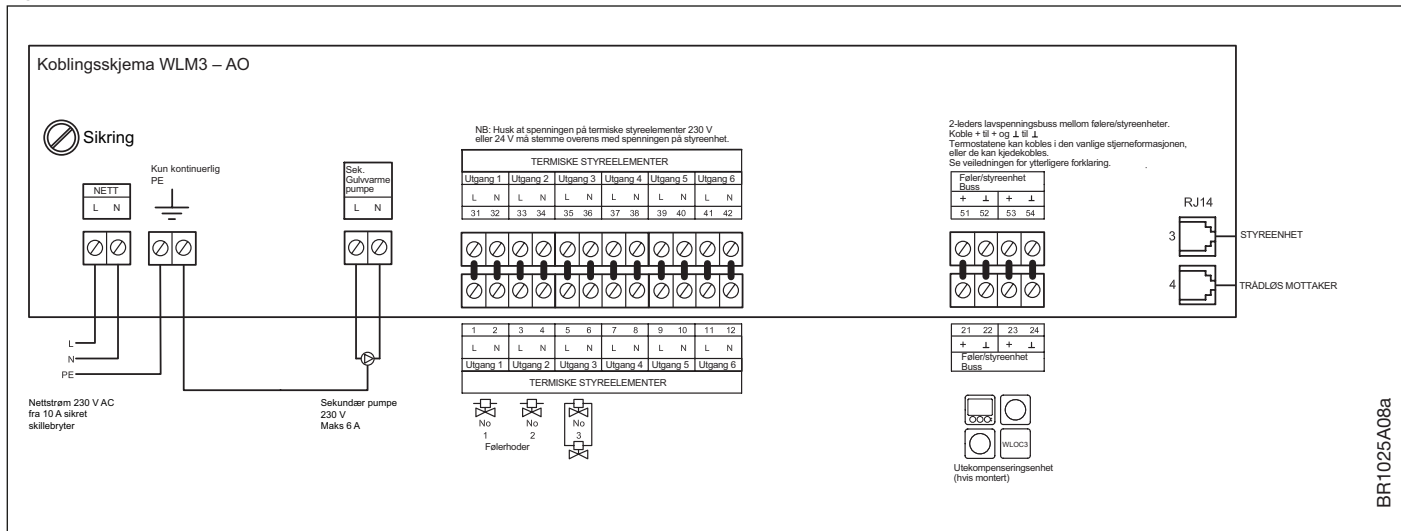 Koblingsskjema WLM3 – AO
Sikring
NETT
L N
Kun kontinuerlig
PE
Sek.
Gulvvarme
pumpe
L N
NB: Husk at spenningen på termiske styreelementer 230 V
eller 24 V må stemme overens med spenningen på styreenhet.
TERMISKE STYREELEMENTER
Utgang 1 Utgang 2 Utgang 3 Utgang 4 Utgang 5 Utgang 6
L N L N L N L N L N L N
31 32 33 34 35 36 37 38 39 40 41 42
2-leders lavspenningsbuss mellom følere/styreenheter.
Koble + til + og ⊥ til ⊥
Termostatene kan kobles i den vanlige stjerneformasjonen,
eller de kan kjedekobles.
Se veiledningen for ytterligere forklaring.
Føler/styreenhet
Buss
+ ⊥ + ⊥
51 52 53 54
RJ14
3 STYREENHET
4 TRÅDLØS MOTTAKER
L
N
PE
Nettstrøm 230 V AC
fra 10 A sikret
skillebryter
Sekundær pumpe
230 V
Maks 6 A
1 2 3 4 5 6 7 8 9 10 11 12
L N L N L N L N L N L N
Utgang 1 Utgang 2 Utgang 3 Utgang 4 Utgang 5 Utgang 6
TERMISKE STYREELEMENTER
No No No
1 2 3
Følerhoder
21 22 23 24
+ ⊥ + ⊥
Føler/styreenhet
Buss
WLOC3
Utekompenseringsenhet
(hvis montert)
BR1025A08a